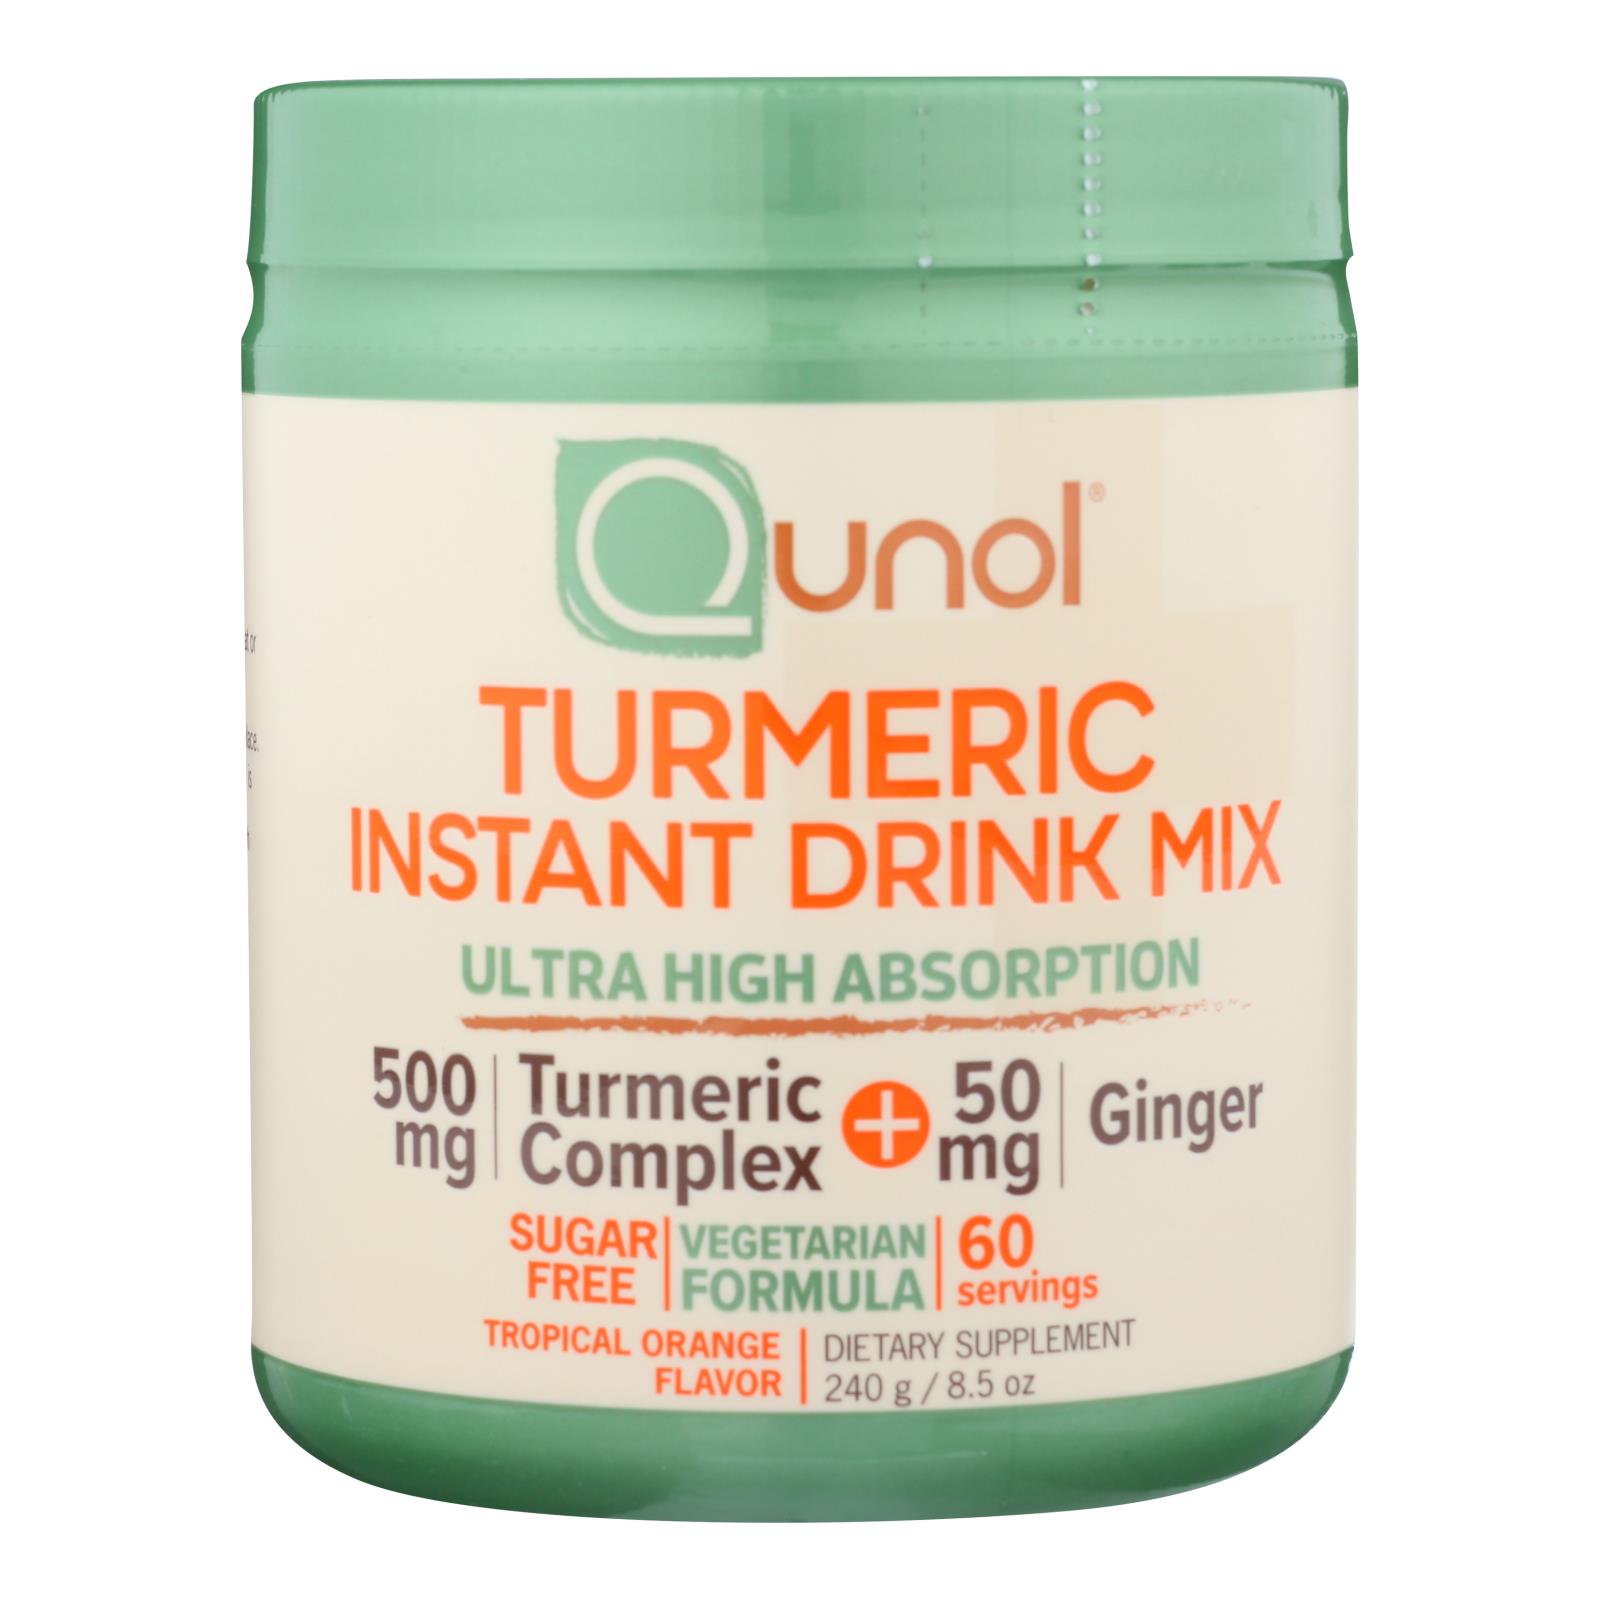 Qunol®
TURMERIC
INSTANT DRINK MIX
ULTRA HIGH ABSORPTION
500 mg | Turmeric Complex + 50 mg | Ginger
SUGAR FREE | VEGETARIAN FORMULA | 60 servings
TROPICAL ORANGE FLAVOR | DIETARY SUPPLEMENT 240 g / 8.5 oz